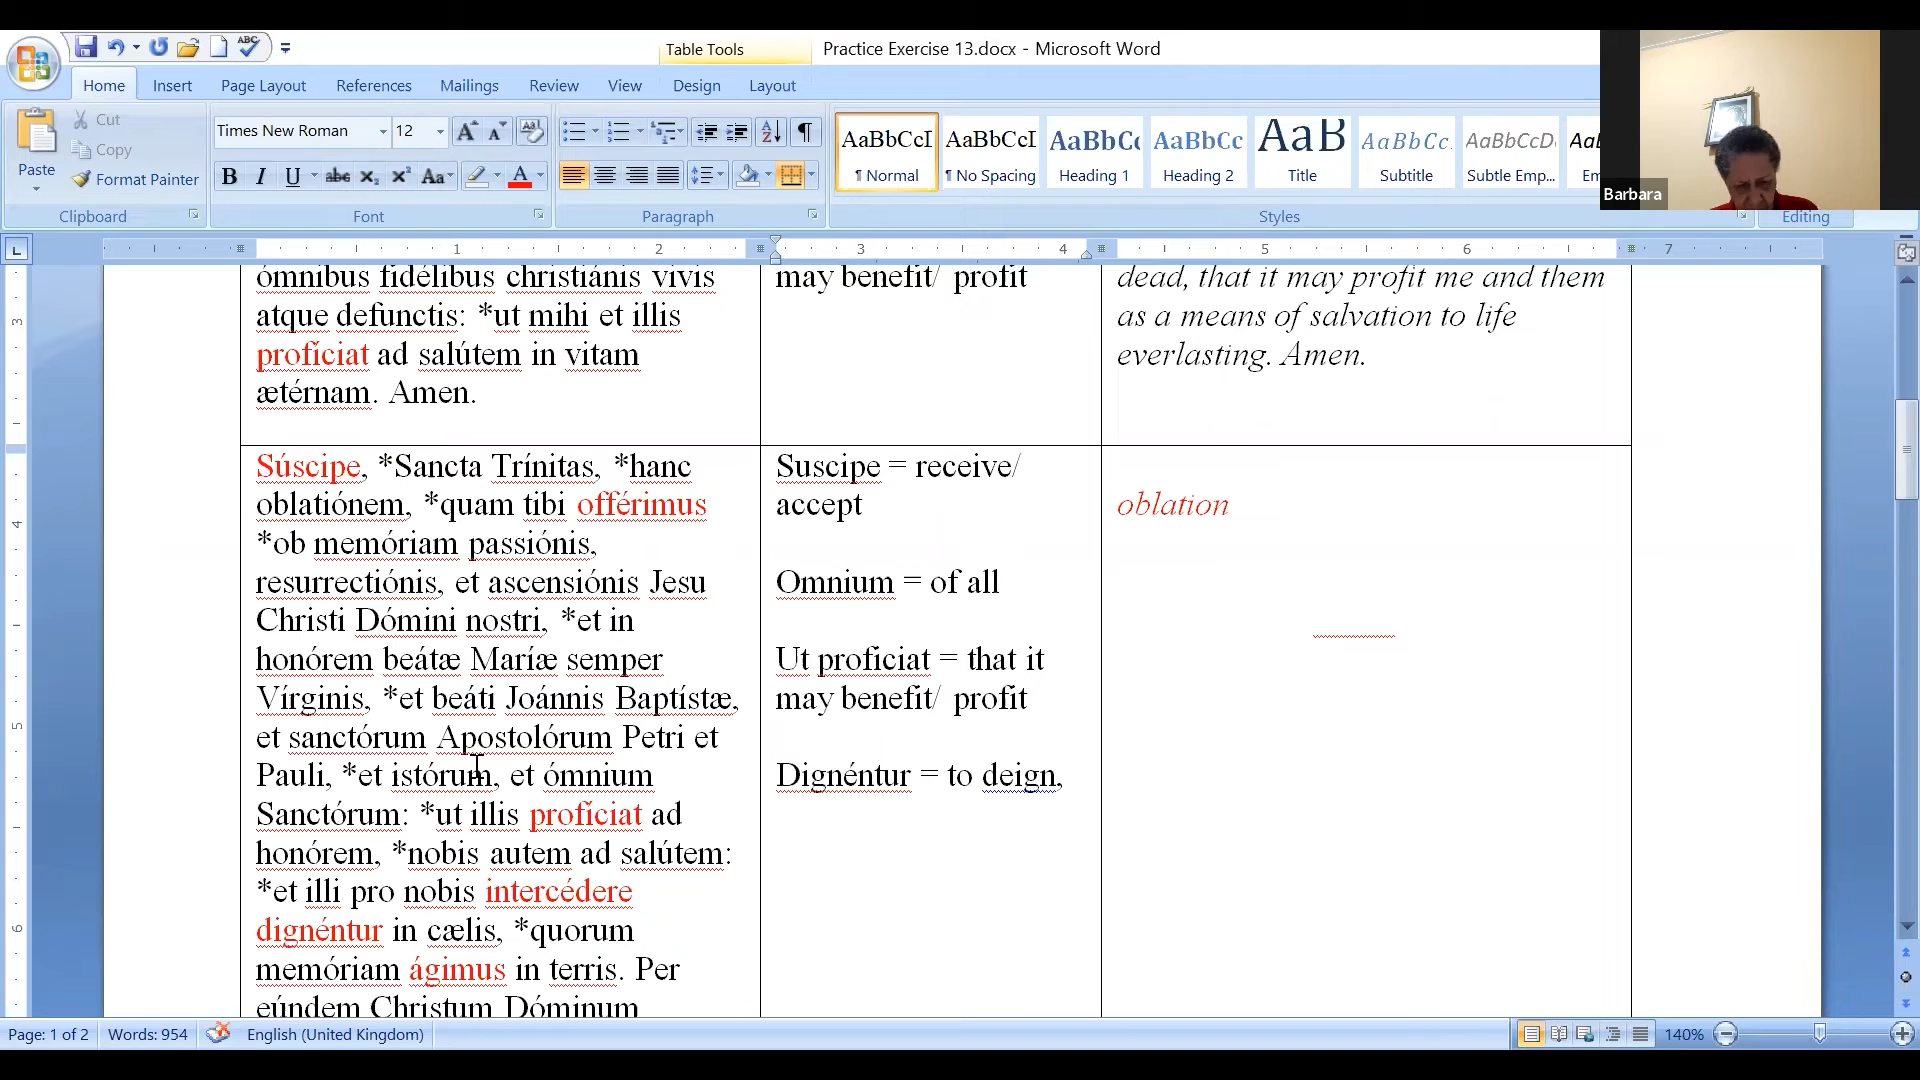 Table Tools
Practice Exercise 13.docx - Microsoft Word
Home
Insert
Page Layout
References
Mailings
Review
View
Design
Layout
Paste
Cut
Copy
Format Painter
Clipboard
Times New Roman
12
Font
Paragraph
AaBbCcI
¶ Normal
AaBbCcI
¶ No Spacing
AaBbCc
Heading 1
AaBbCc
Heading 2
AaB
Title
AaBbCc.
Subtitle
AaBbCcD
Subtle Emp...
Styles
Editing
Barbara
1 2 3 4 5 6 7
ómnibus fidélibus christiánis vivis
atque defunctis: *ut mihi et illis
profíciat ad salútem in vitam
ætérnam. Amen.
may benefit/ profit
dead, that it may profit me and them
as a means of salvation to life
everlasting. Amen.
Súscipe, *Sancta Trínitas, *hanc
oblatiónem, *quam tibi offérimus
*ob memóriam passiónis,
resurrectiónis, et ascensiónis Jesu
Christi Dómini nostri, *et in
honórem beátæ Maríæ semper
Vírginis, *et beáti Joánnis Baptístæ,
et sanctórum Apostolórum Petri et
Pauli, *et istórum, et ómnium
Sanctórum: *ut illis profíciat ad
honórem, *nobis autem ad salútem:
*et illi pro nobis intercédere
dignéntur in cælis, *quorum
memóriam ágimus in terris. Per
eúndem Christum Dóminum
Suscipe = receive/
accept
Omnium = of all
Ut proficiat = that it
may benefit/ profit
Dignéntur = to deign,
oblation
Page: 1 of 2
Words: 954
English (United Kingdom)
140%